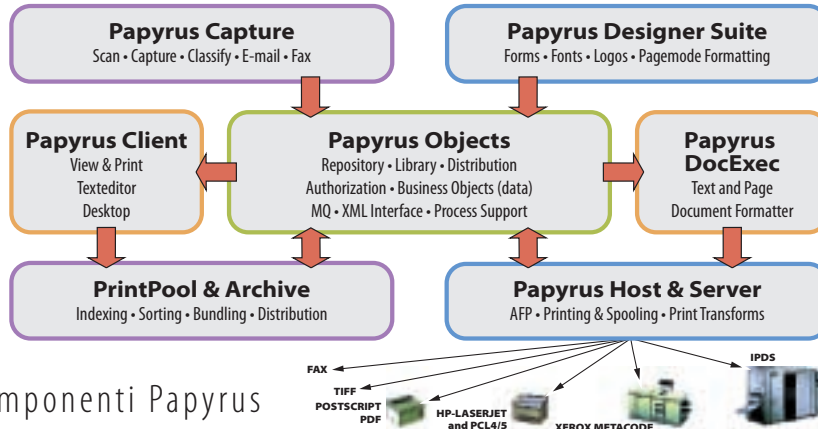 Papyrus Capture
Scan • Capture • Classify • E-mail • Fax
Papyrus Designer Suite
Forms • Fonts • Logos • Pagemode Formatting
Papyrus Client
View & Print
Texteditor
Desktop
Papyrus Objects
Repository • Library • Distribution
Authorization • Business Objects (data)
MQ • XML Interface • Process Support
Papyrus
DocExec
Text and Page
Document Formatter
PrintPool & Archive
Indexing • Sorting • Bundling • Distribution
Papyrus Host & Server
AFP • Printing & Spooling • Print Transforms
mponenti Papyrus
FAX
TIFF
POSTSCRIPT
PDF
HP-LASERJET
and PCL4/5
XEROX METACODE
IPDS